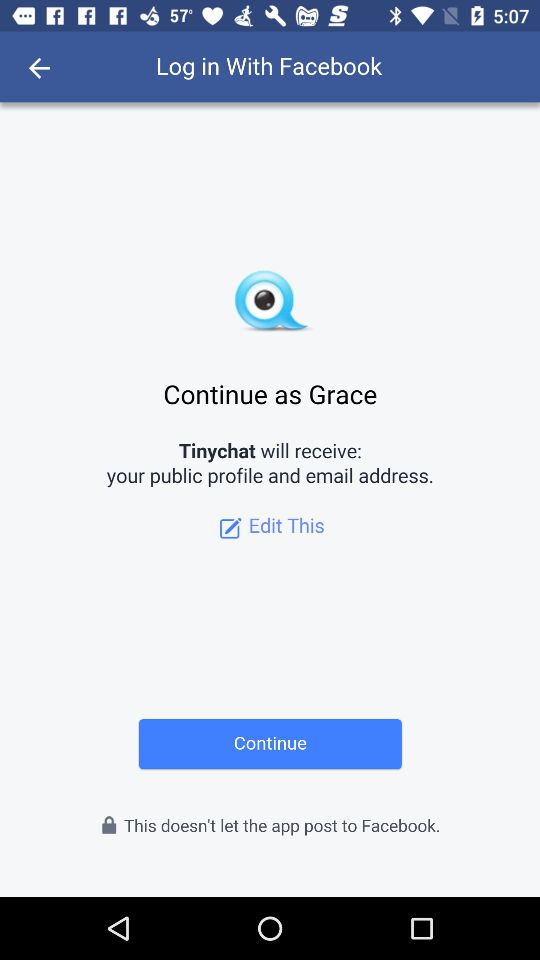 57°
5:07
Log in With Facebook
Continue as Grace
Tinychat will receive:
your public profile and email address.
Edit This
Continue
This doesn't let the app post to Facebook.